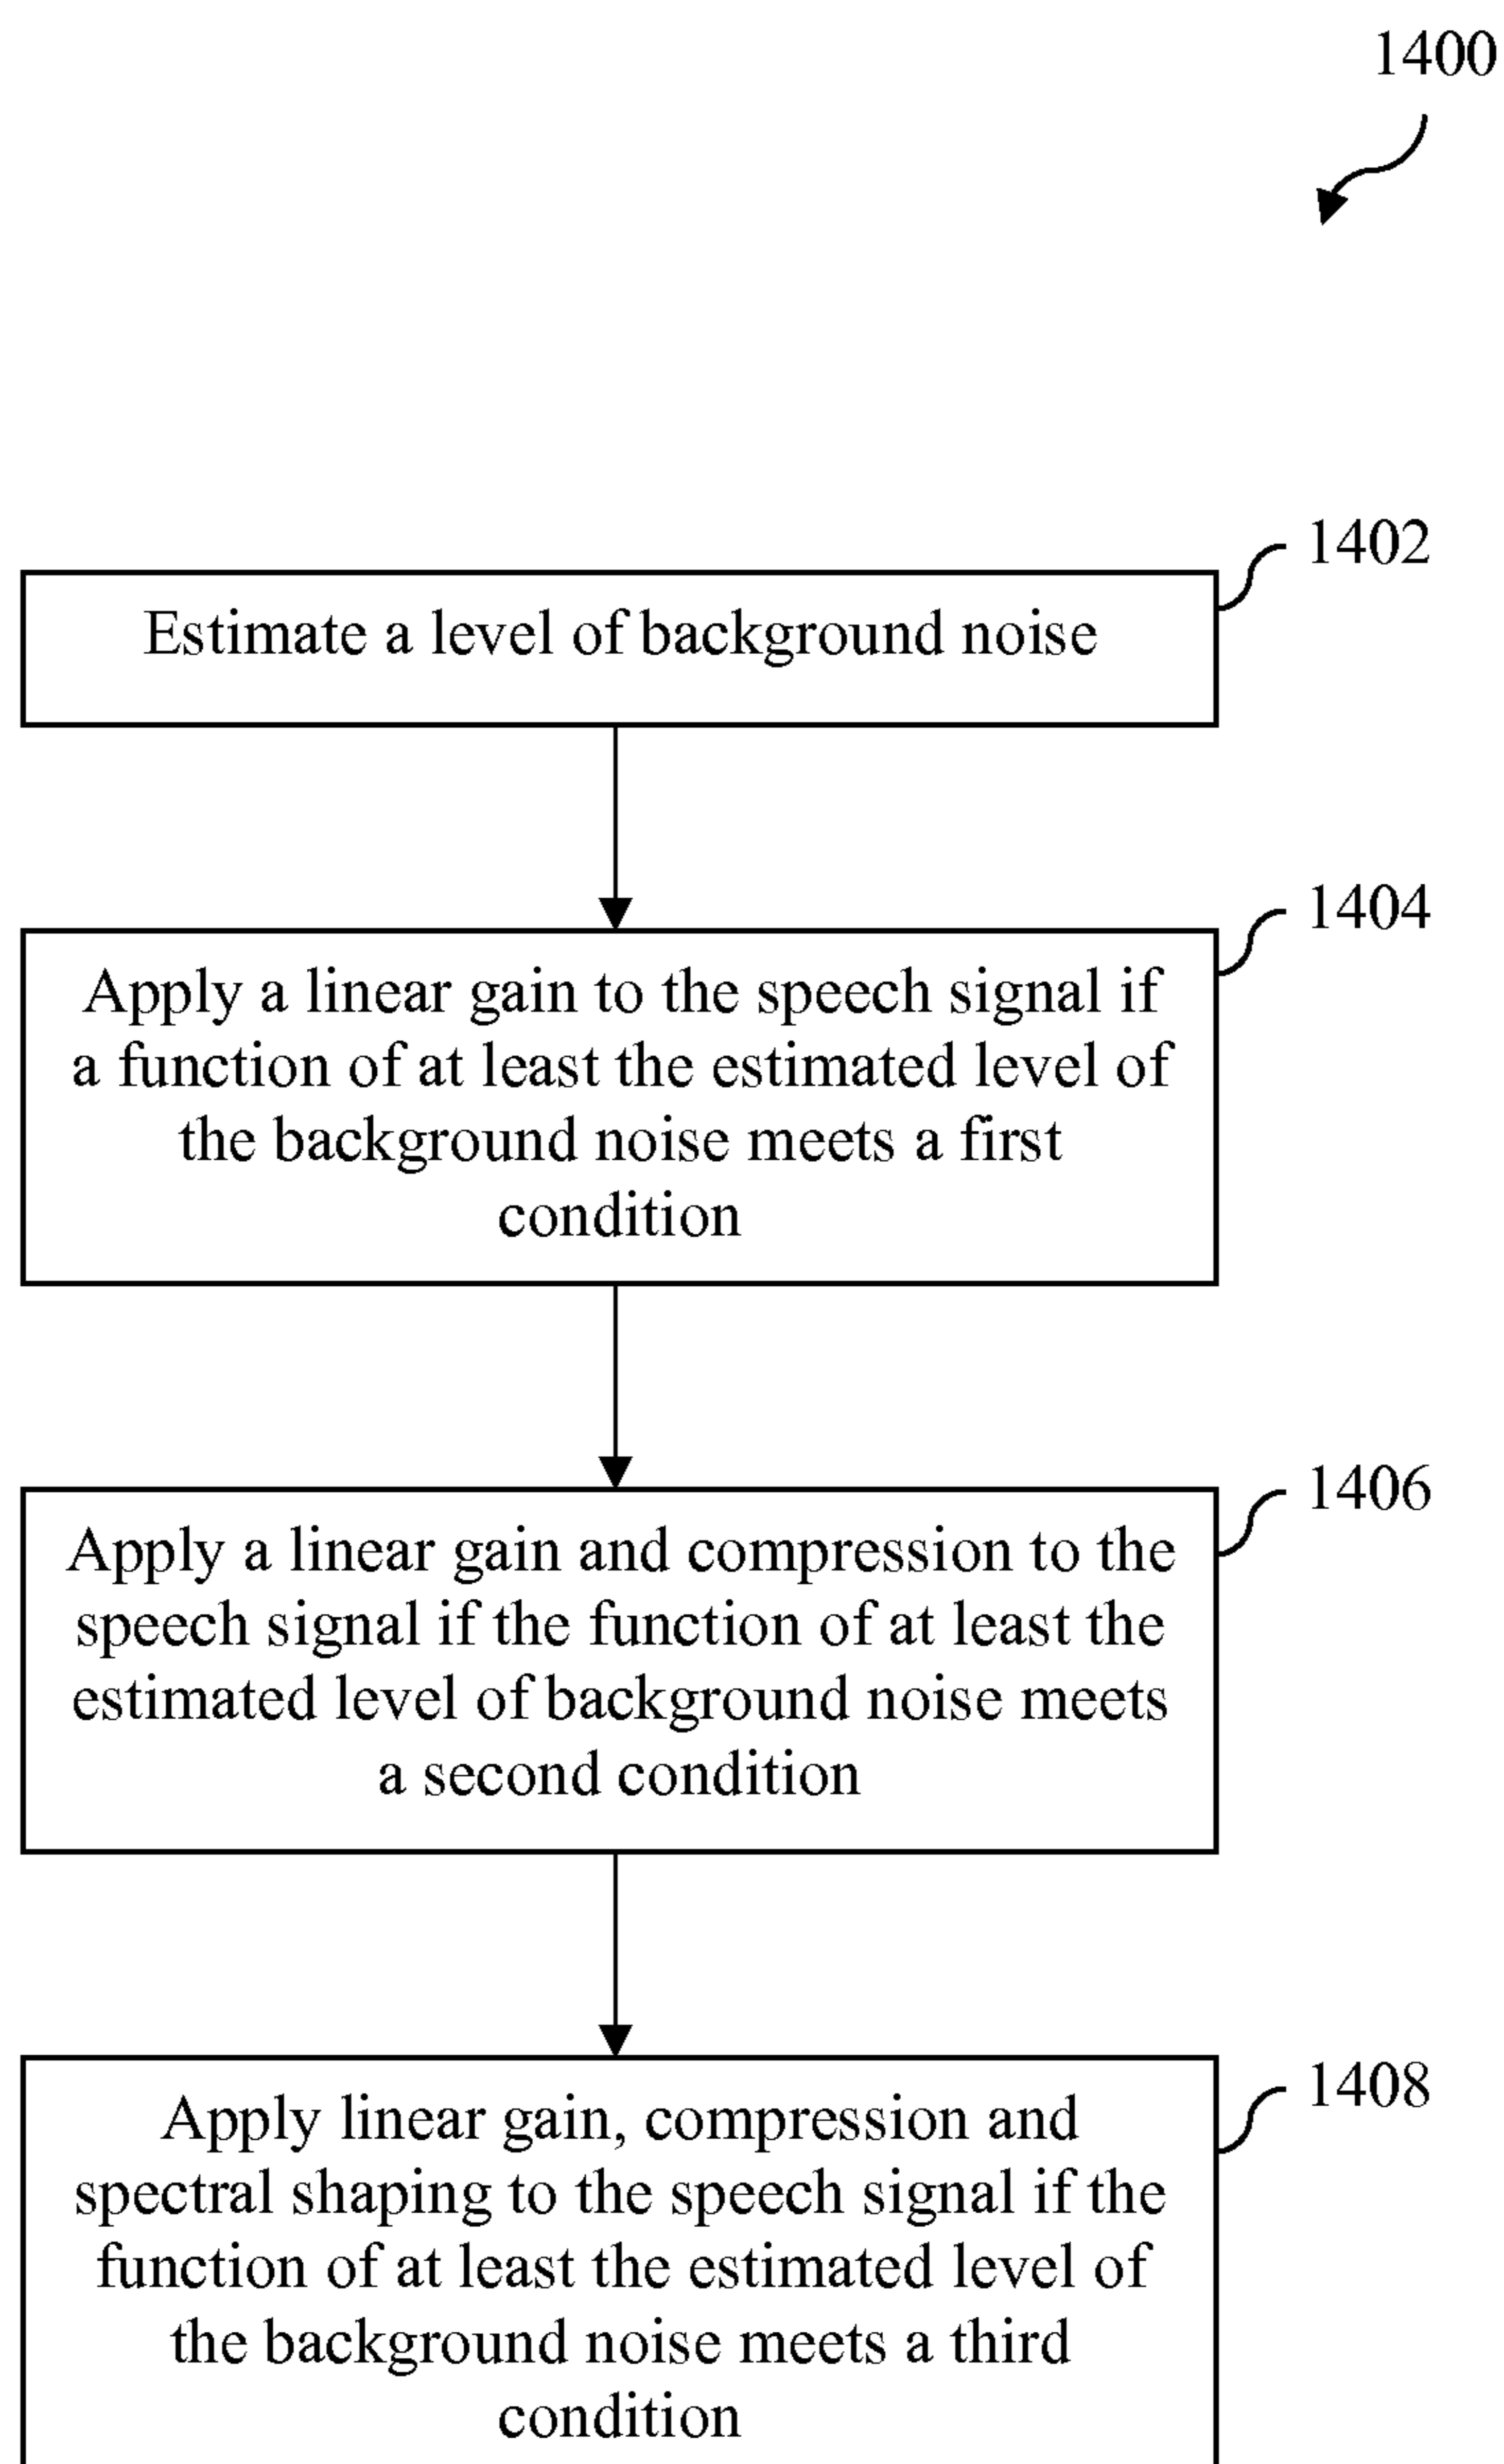 1400
1402
Estimate a level of background noise
1404
Apply a linear gain to the speech signal if
a function of at least the estimated level of
the background noise meets a first
condition
1406
Apply a linear gain and compression to the
speech signal if the function of at least the
estimated level of background noise meets
a second condition
1408
Apply linear gain, compression and
spectral shaping to the speech signal if the
function of at least the estimated level of
the background noise meets a third
condition